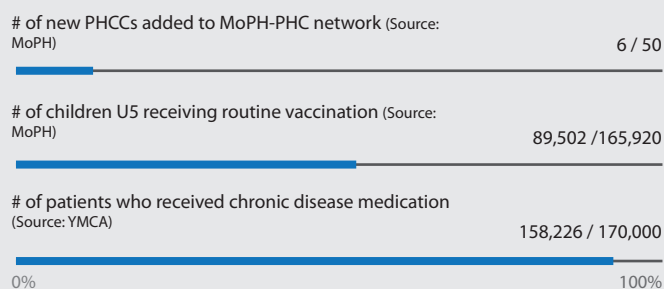 # of new PHCCs added to MoPH-PHC network (Source:
MoPH)
6 / 50
# of children U5 receiving routine vaccination (Source:
MoPH)
89,502 /165,920
# of patients who received chronic disease medication
(Source: YMCA)
158,226 / 170,000
0%
100%